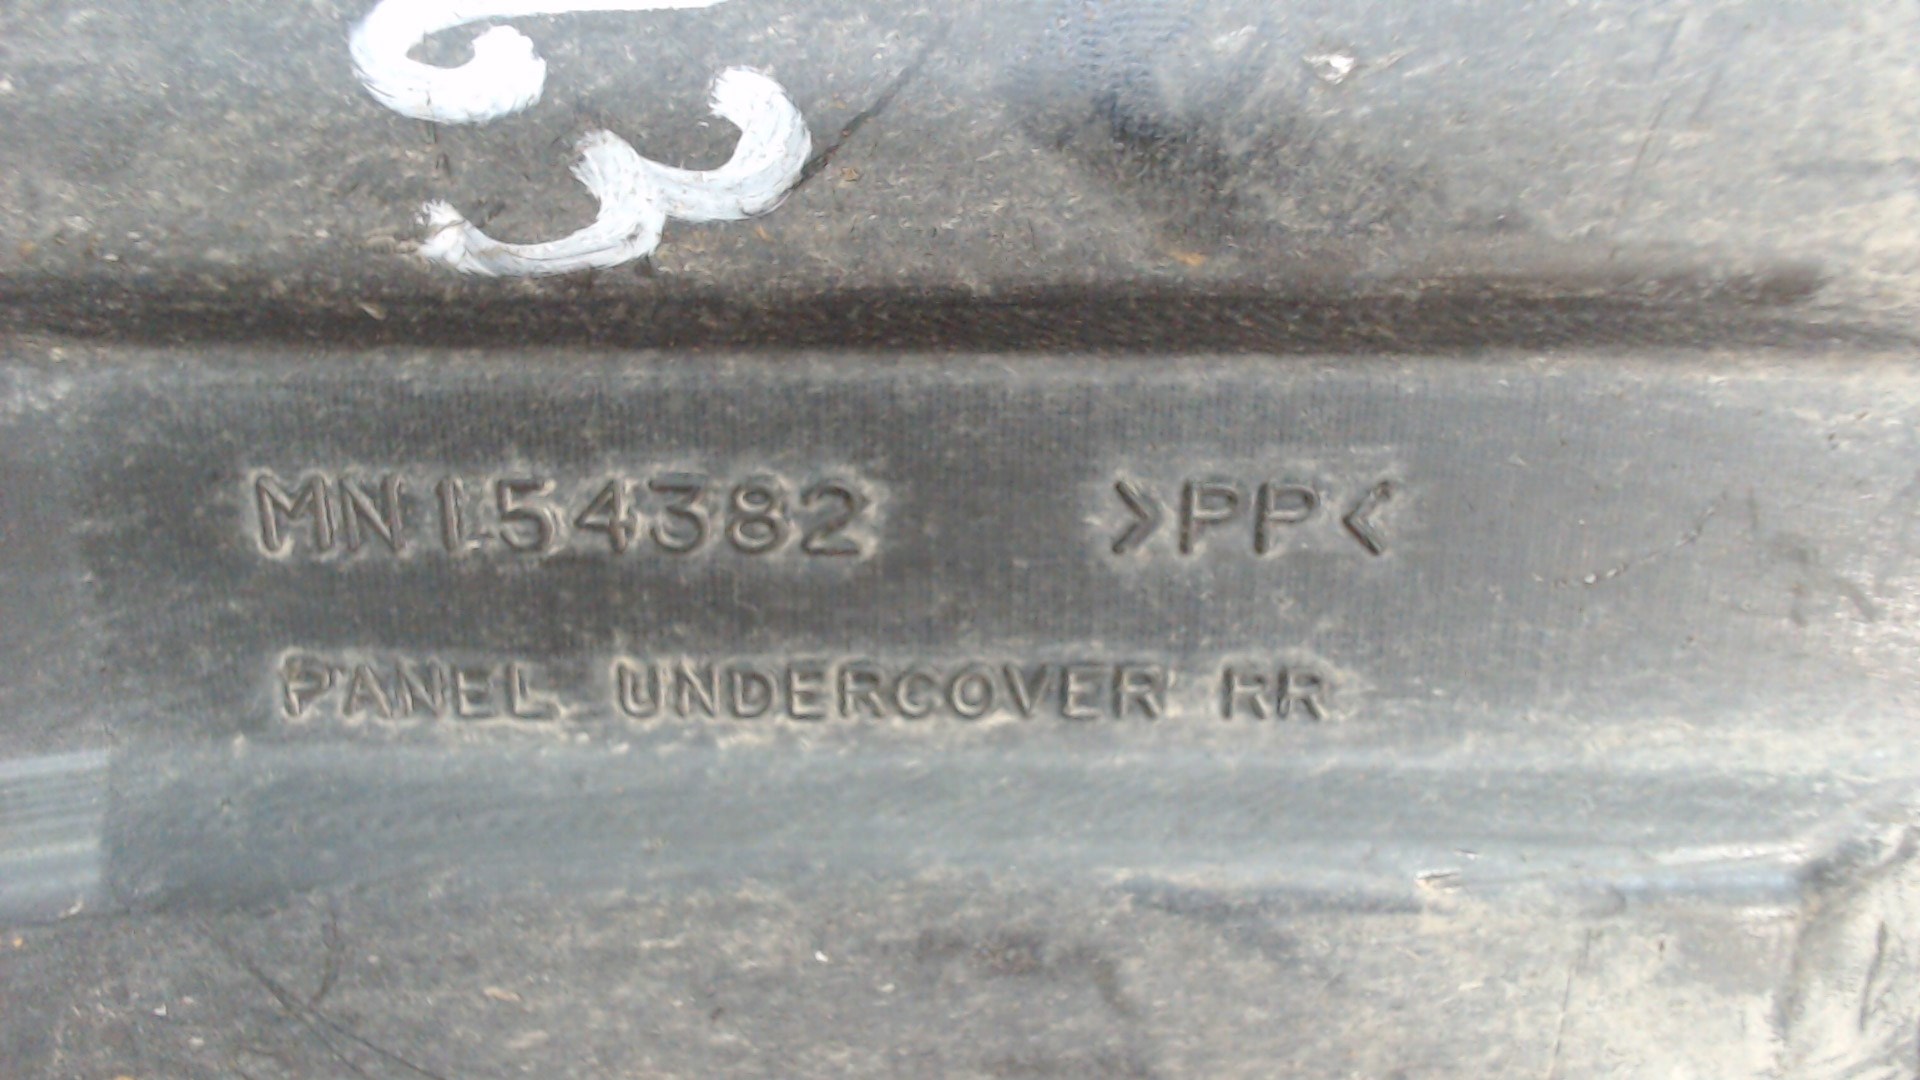 MN154382 >PP<
PANEL UNDERCOVER RR